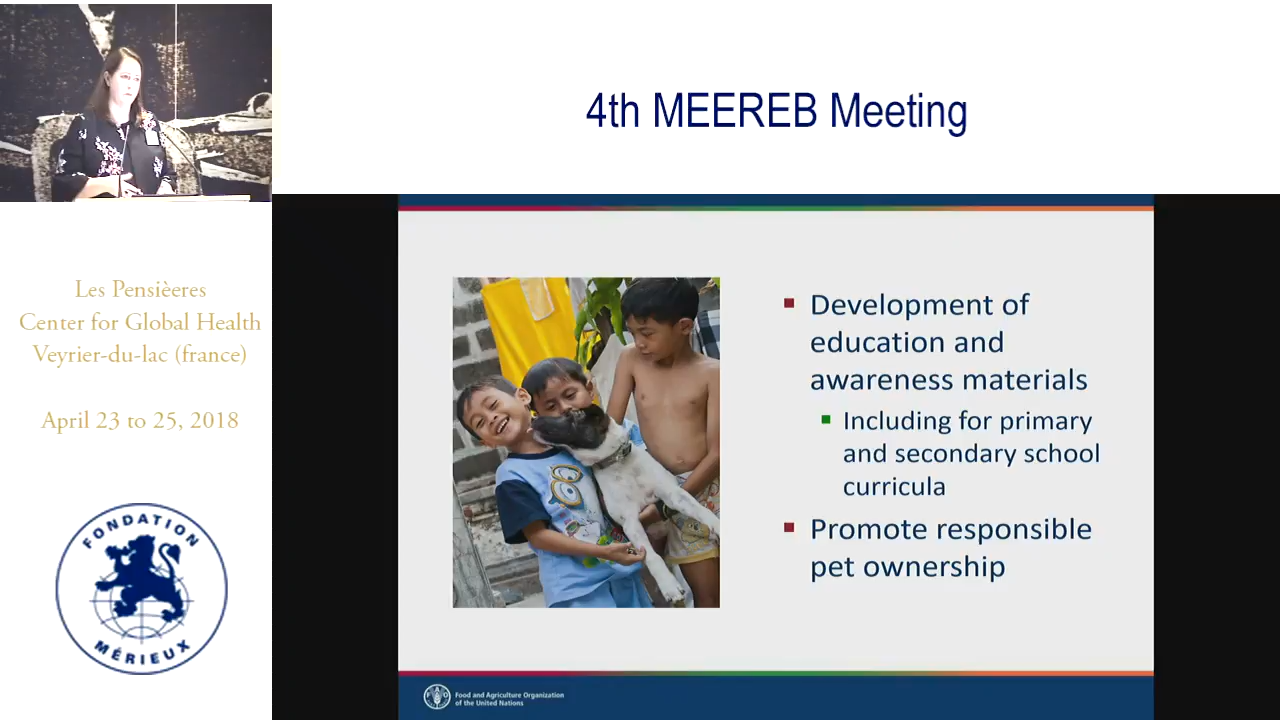 4th MEEREB Meeting
Les Pensièeres
Center for Global Health
Veyrier-du-lac (france)
April 23 to 25, 2018
FONDATION
MÉRIEUX
Development of
education and
awareness materials
Including for primary
and secondary school
curricula
Promote responsible
pet ownership
FAO
Food and Agriculture Organization
of the United Nations